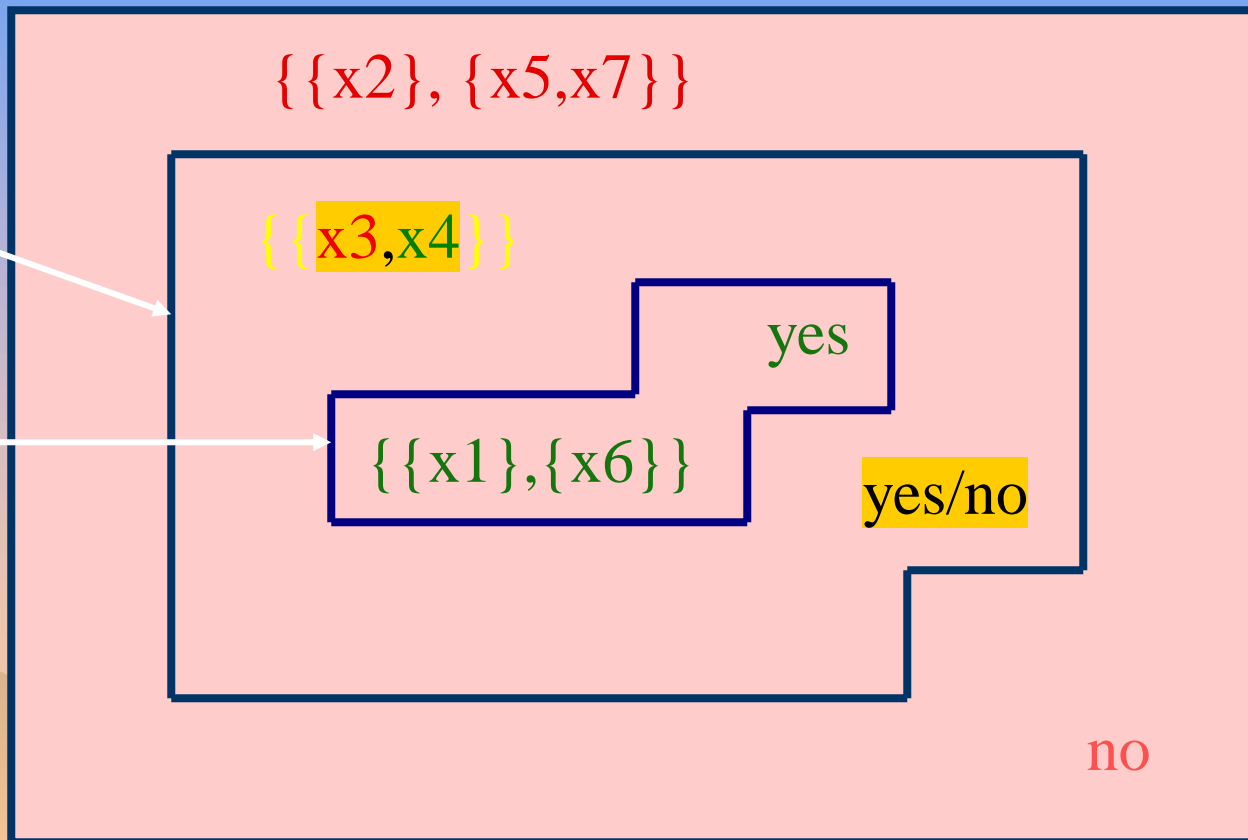 {{x2}, {x5,x7}}
{{x3,x4}}
yes
{{x1},{x6}}
yes/no
no